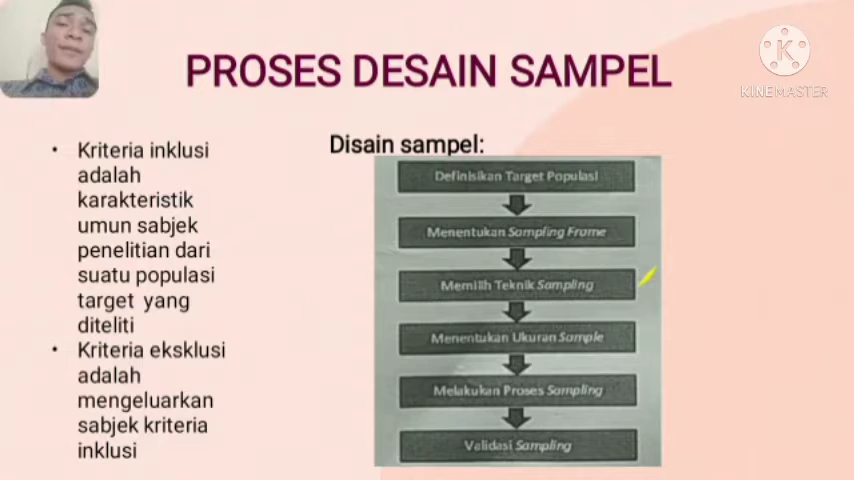 PROSES DESAIN SAMPEL
KINEMASTER
Kriteria inklusi
adalah
karakteristik
umun sabjek
penelitian dari
suatu populasi
target yang
diteliti
Kriteria eksklusi
adalah
mengeluarkan
sabjek kriteria
inklusi
Disain sampel:
Definisikan Target Populasi
Menentukan Sampling Frame
Memilih Teknik Sampling
Menentukan Ukuran Sample
Melakukan Proses Sampling
Validasi Sampling